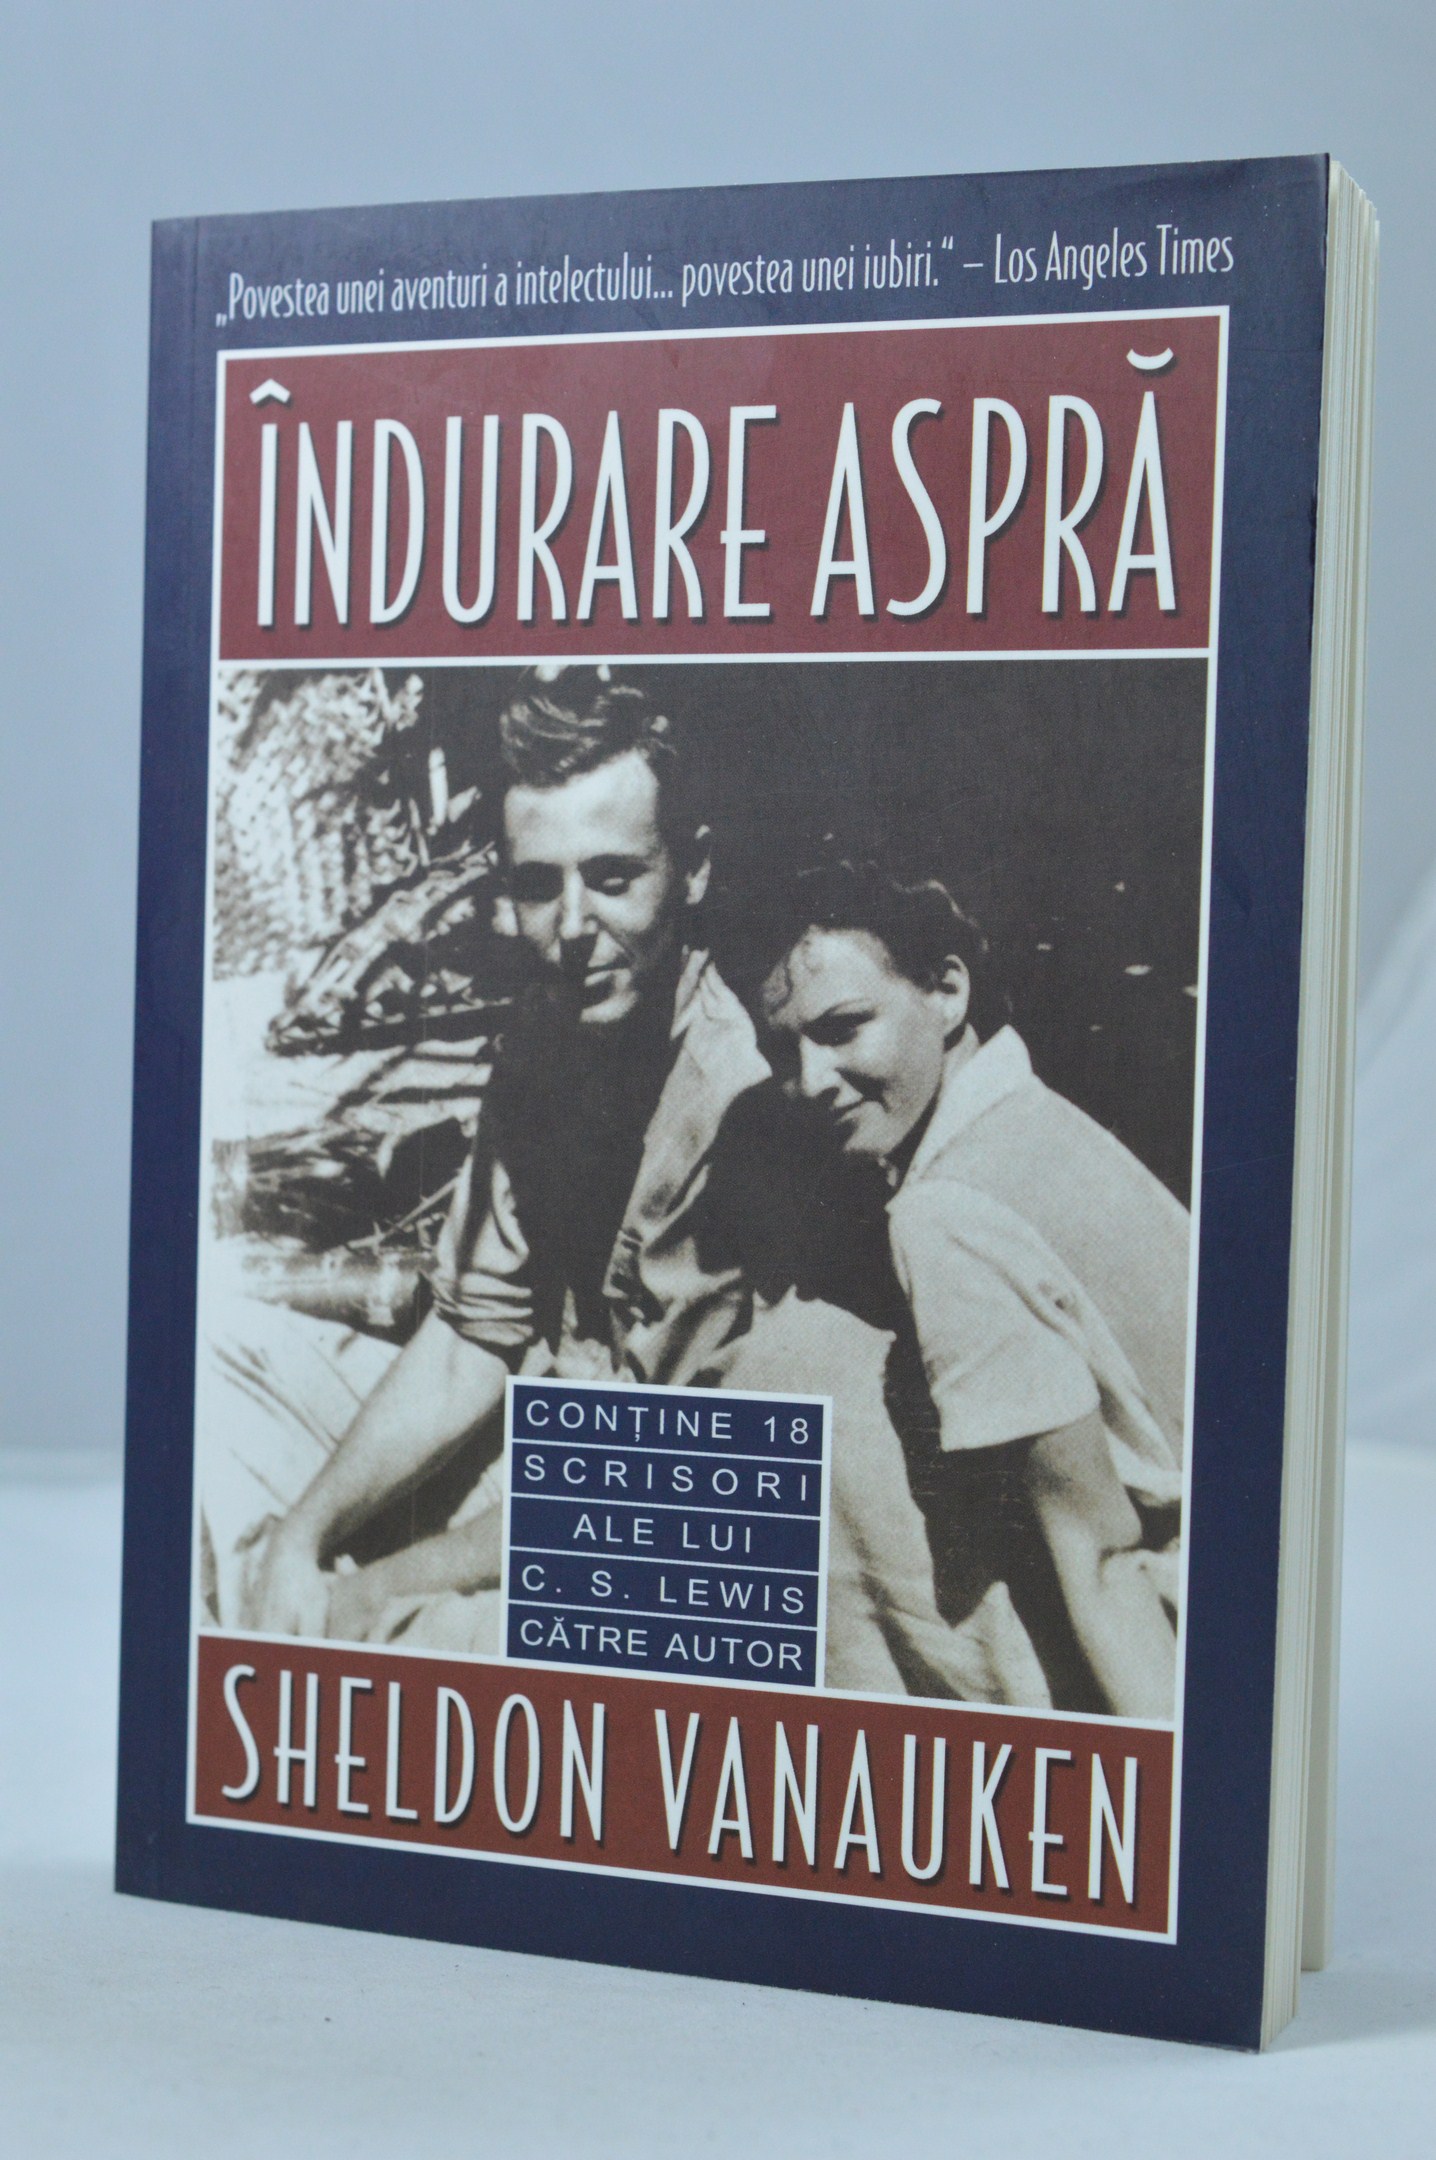 „Povestea unei aventuri a intelectului... povestea unei iubiri.“ – Los Angeles Times
ÎNDURARE ASPRĂ
CONȚINE 18
SCRISORI
ALE LUI
C. S. LEWIS
CĂTRE AUTOR
SHELDON VANAUKEN